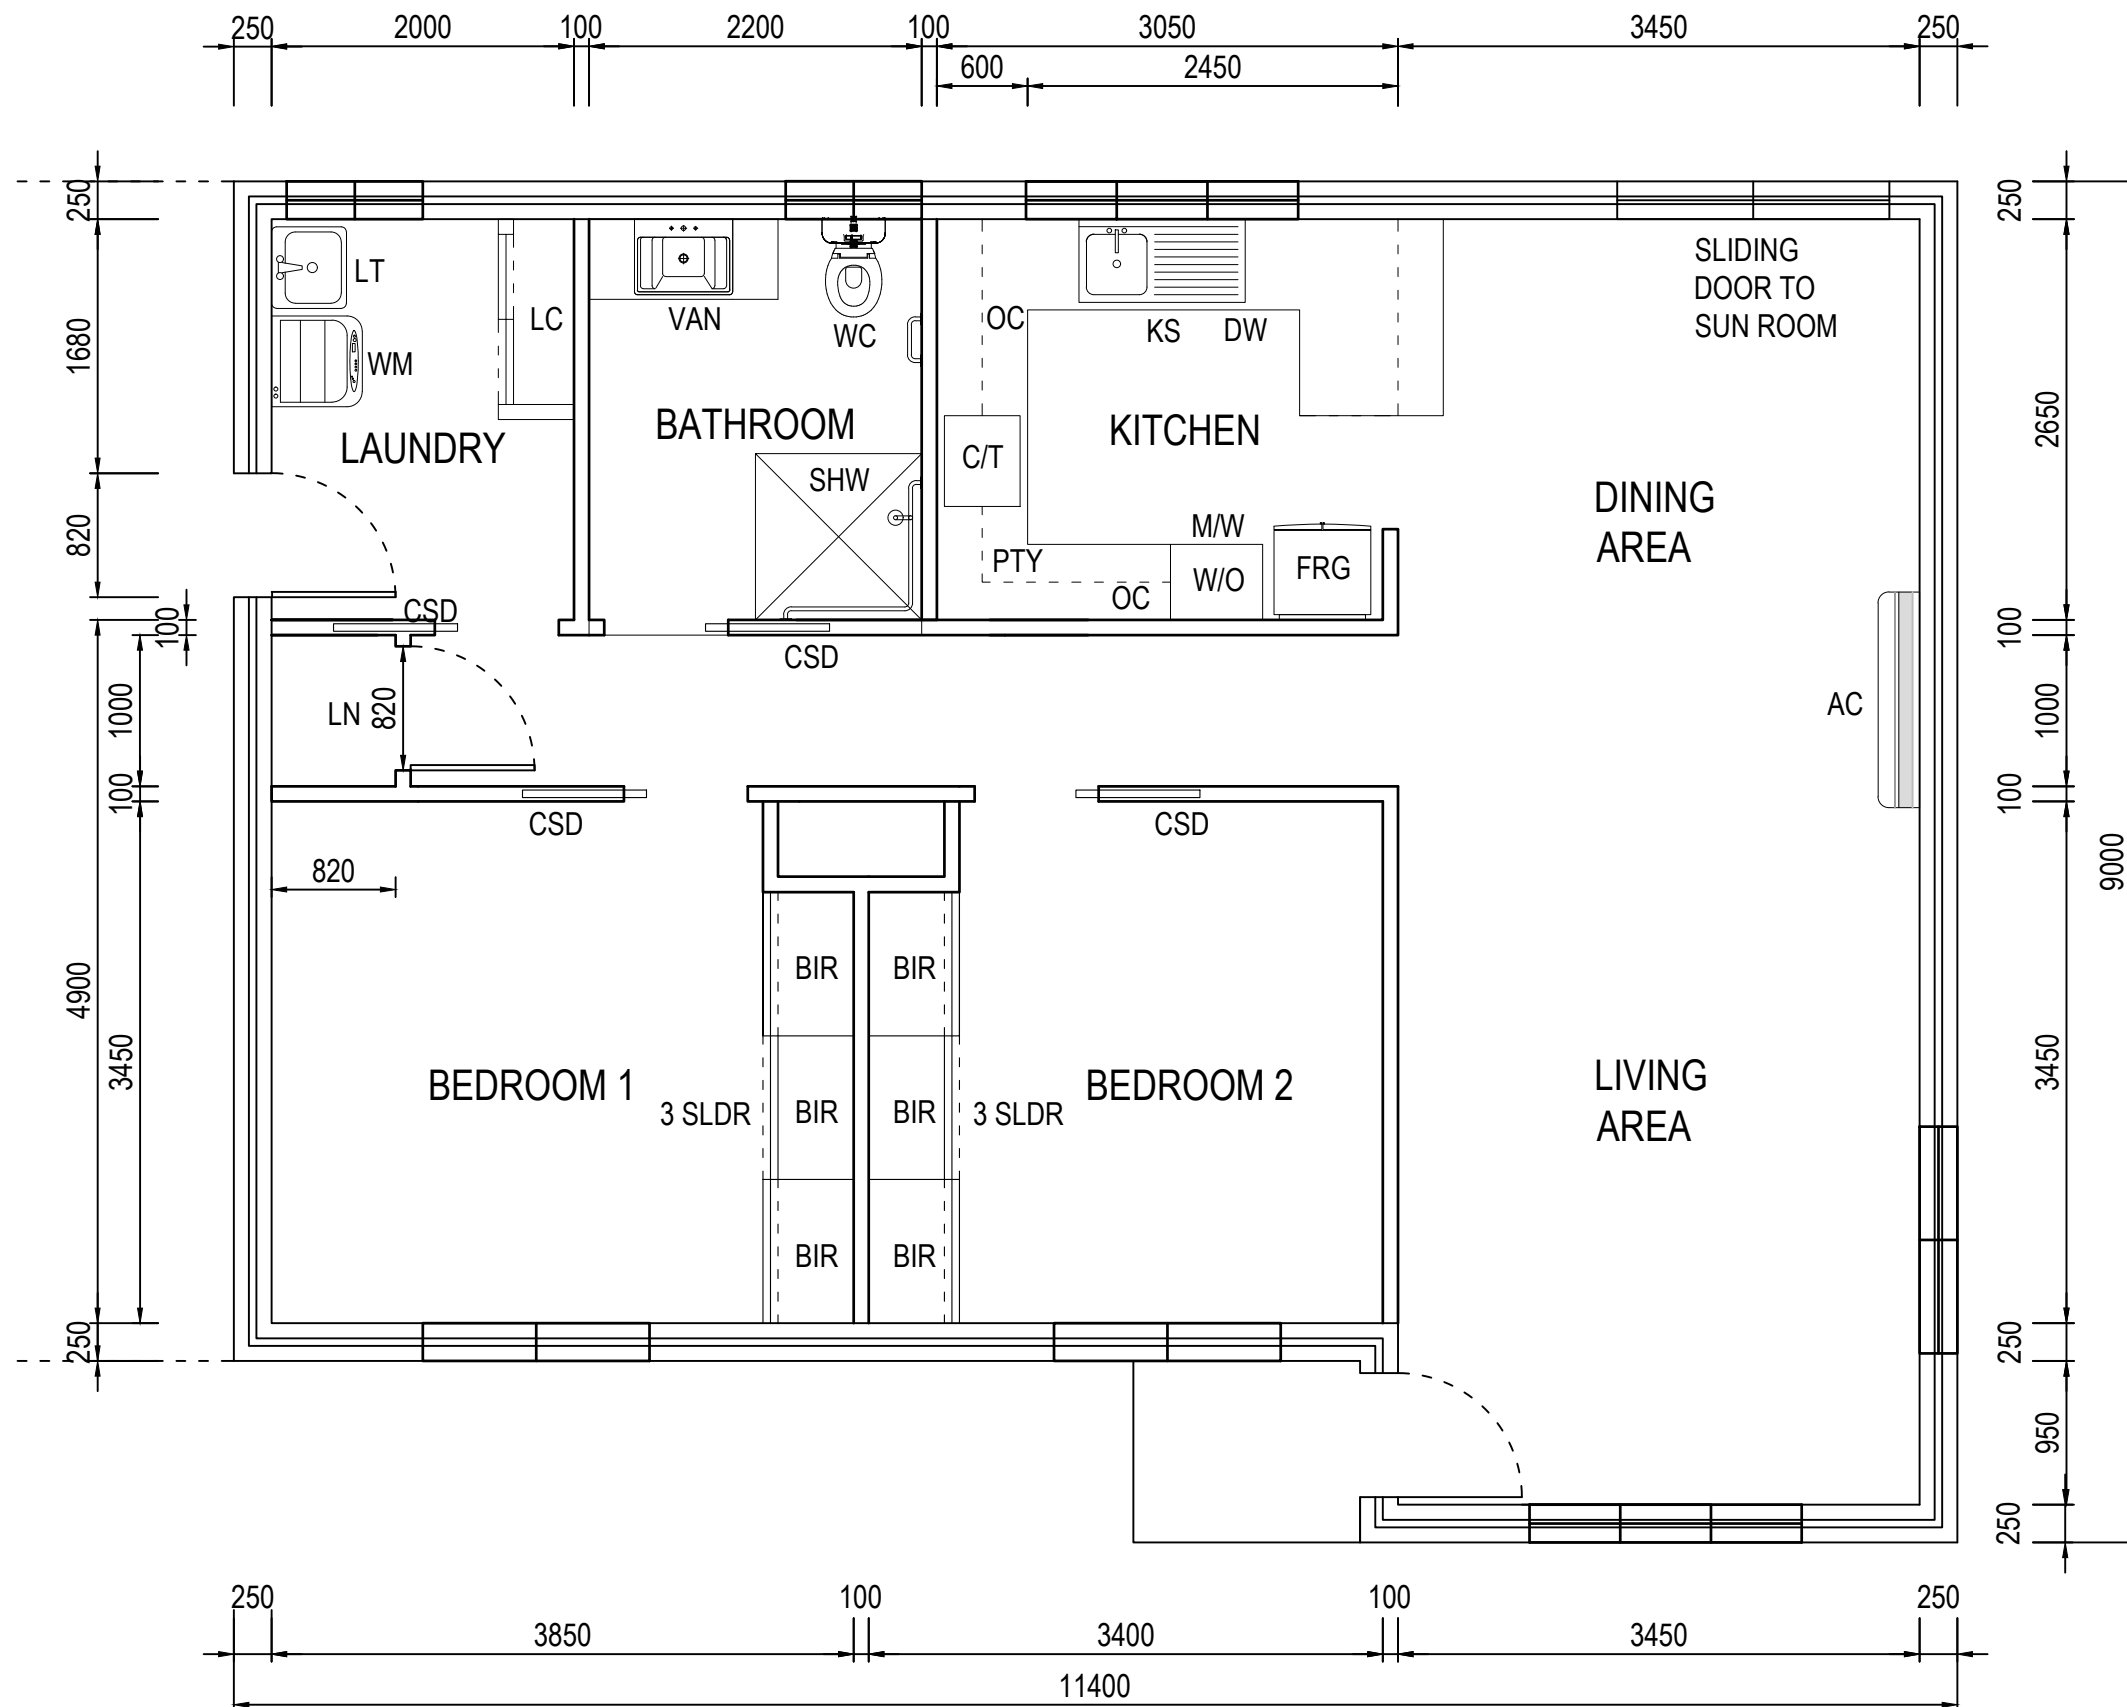 250 2000 100 2200 100 3050 3450 250
600 2450
250
1680
820
100
1000
100
4900
3450
250
LT
WM
LC
LAUNDRY
VAN
WC
BATHROOM
SHW
OC
KS
DW
KITCHEN
C/T
M/W
PTY
W/O
FRG
OC
SLIDING
DOOR TO
SUN ROOM
DINING
AREA
CSD
CSD
LN
820
AC
CSD
CSD
820
BIR
BIR
BEDROOM 1
3 SLDR
BIR
BIR
3 SLDR
BEDROOM 2
BIR
BIR
LIVING
AREA
250
2650
100
1000
100
9000
3450
250
950
250
250 100 100 250
3850 3400 3450
11400